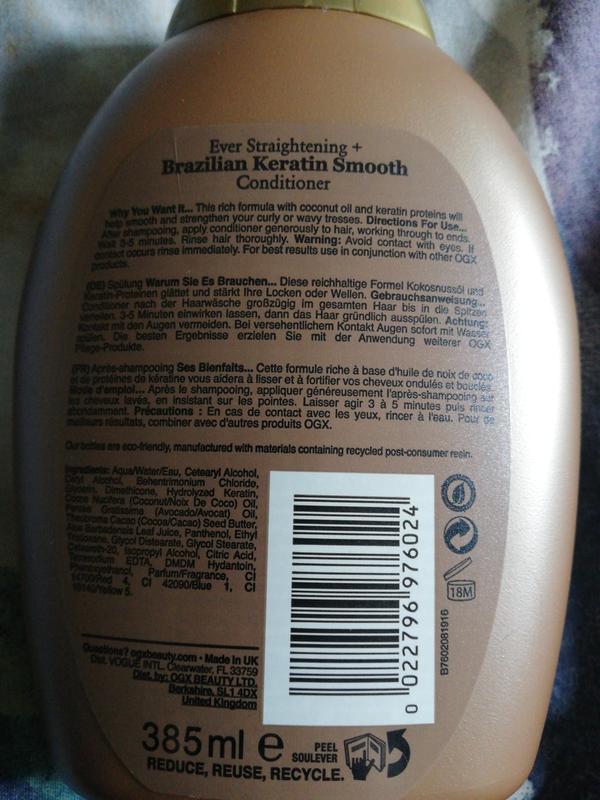 Ever Straightening +
Brazilian Keratin Smooth
Conditioner
Why You Want It... This rich formula with coconut oil and keratin proteins will
help smooth and strengthen your curly or wavy tresses. Directions For Use...
After shampooing, apply conditioner generously to hair, working through to ends.
Wait 3-5 minutes. Rinse hair thoroughly. Warning: Avoid contact with eyes. If
contact occurs rinse immediately. For best results use in conjunction with other OGX
products.
(DE) Spülung Warum Sie Es Brauchen... Diese reichhaltige Formel Kokosnussöl und
Keratin-Proteinen glättet und stärkt Ihre Locken oder Wellen. Gebrauchsanweisung...
Conditioner nach der Haarwäsche großzügig im gesamten Haar bis in die Spitzen
verteilen. 3-5 Minuten einwirken lassen, dann das Haar gründlich ausspülen. Achtung:
Kontakt mit den Augen vermeiden. Bei versehentlichem Kontakt Augen sofort mit Wasser
spülen. Die besten Ergebnisse erzielen Sie mit der Anwendung weiterer OGX
Pflege-Produkte.
(FR) Après-shampooing Ses Bienfaits... Cette formule riche à base d'huile de noix de coco
et de protéines de kératine vous aidera à lisser et à fortifier vos cheveux ondulés et bouclés.
Mode d'emploi... Après le shampooing, appliquer généreusement l'après-shampooing sur
les cheveux lavés, en insistant sur les pointes. Laisser agir 3 à 5 minutes puis rincer
abondamment. Précautions : En cas de contact avec les yeux, rincer à l'eau. Pour de
meilleurs résultats, combiner avec d'autres produits OGX.
Our bottles are eco-friendly, manufactured with materials containing recycled post-consumer resin.
Ingredients: Aqua/Water/Eau, Cetearyl Alcohol,
Cetyl Alcohol, Behentrimonium Chloride,
Glycerin, Dimethicone, Hydrolyzed Keratin,
Cocos Nucifera (Coconut/Noix De Coco) Oil,
Persea Gratissima (Avocado/Avocat) Oil,
Theobroma Cacao (Cocoa/Cacao) Seed Butter,
Aloe Barbadensis Leaf Juice, Panthenol, Ethyl
Trisiloxane, Glycol Distearate, Glycol Stearate,
Ceteareth-20, Isopropyl Alcohol, Citric Acid,
Tetrasodium EDTA, DMDM Hydantoin,
Phenoxyethanol, Parfum/Fragrance, CI
14700/Red 4, CI 42090/Blue 1, CI
19140/Yellow 5.
0 022796 976024
18M
B7602081916
Questions? ogxbeauty.com • Made in UK
Dist. VOGUE INTL. Clearwater, FL 33759
Dist. by: OGX BEAUTY LTD.
Berkshire, SL1 4DX
United Kingdom
385ml e
PEEL
SOULEVER
REDUCE, REUSE, RECYCLE.